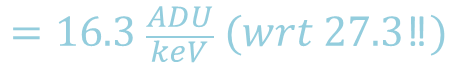 = 16.3 ADU/keV (wrt 27.3!!)